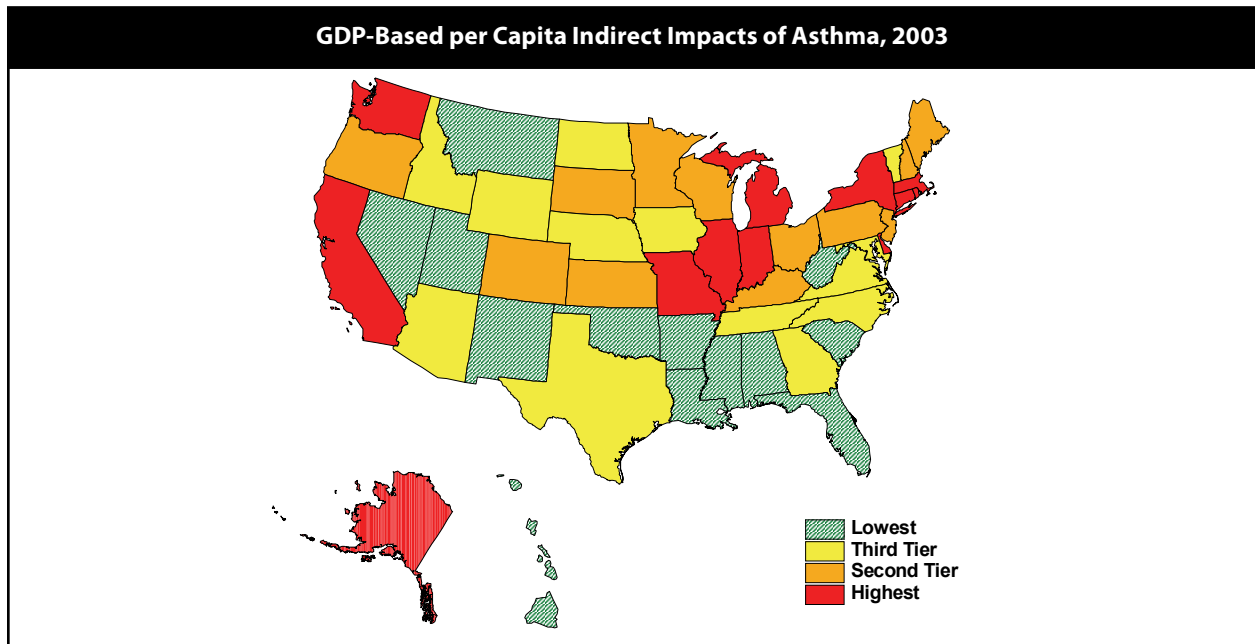 GDP-Based per Capita Indirect Impacts of Asthma, 2003
Lowest
Third Tier
Second Tier
Highest